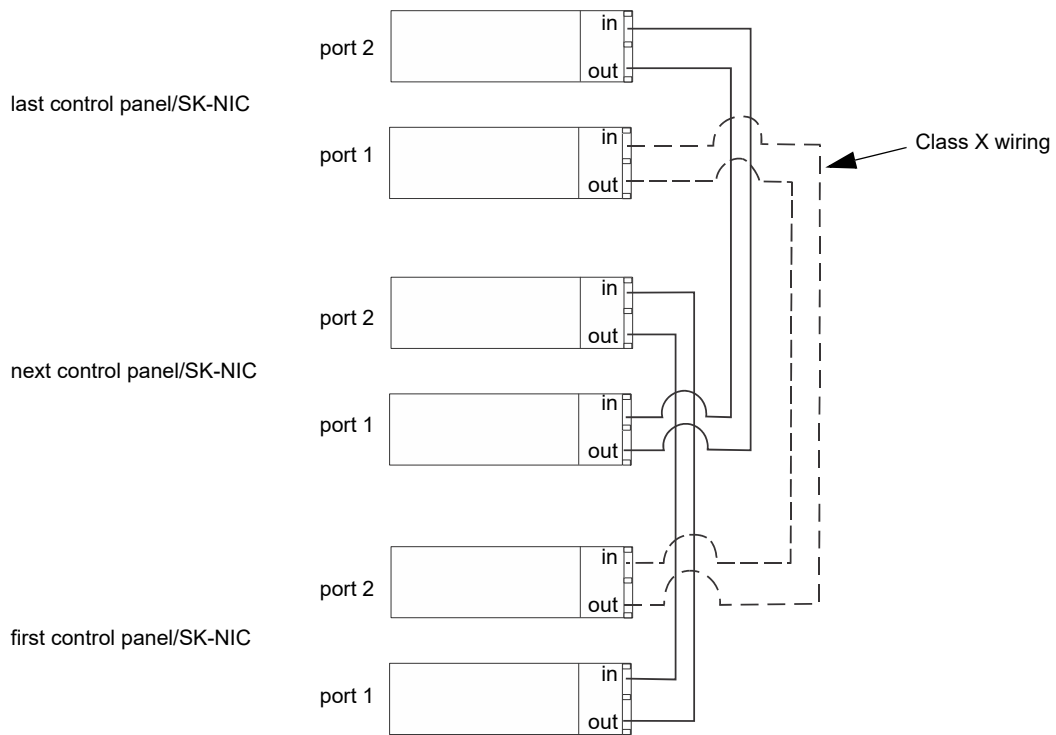 in
port 2
out
last control panel/SK-NIC
in
Class X wiring
port 1
out
in
port 2
out
next control panel/SK-NIC
in
port 1
out
in
port 2
out
first control panel/SK-NIC
in
port 1
out